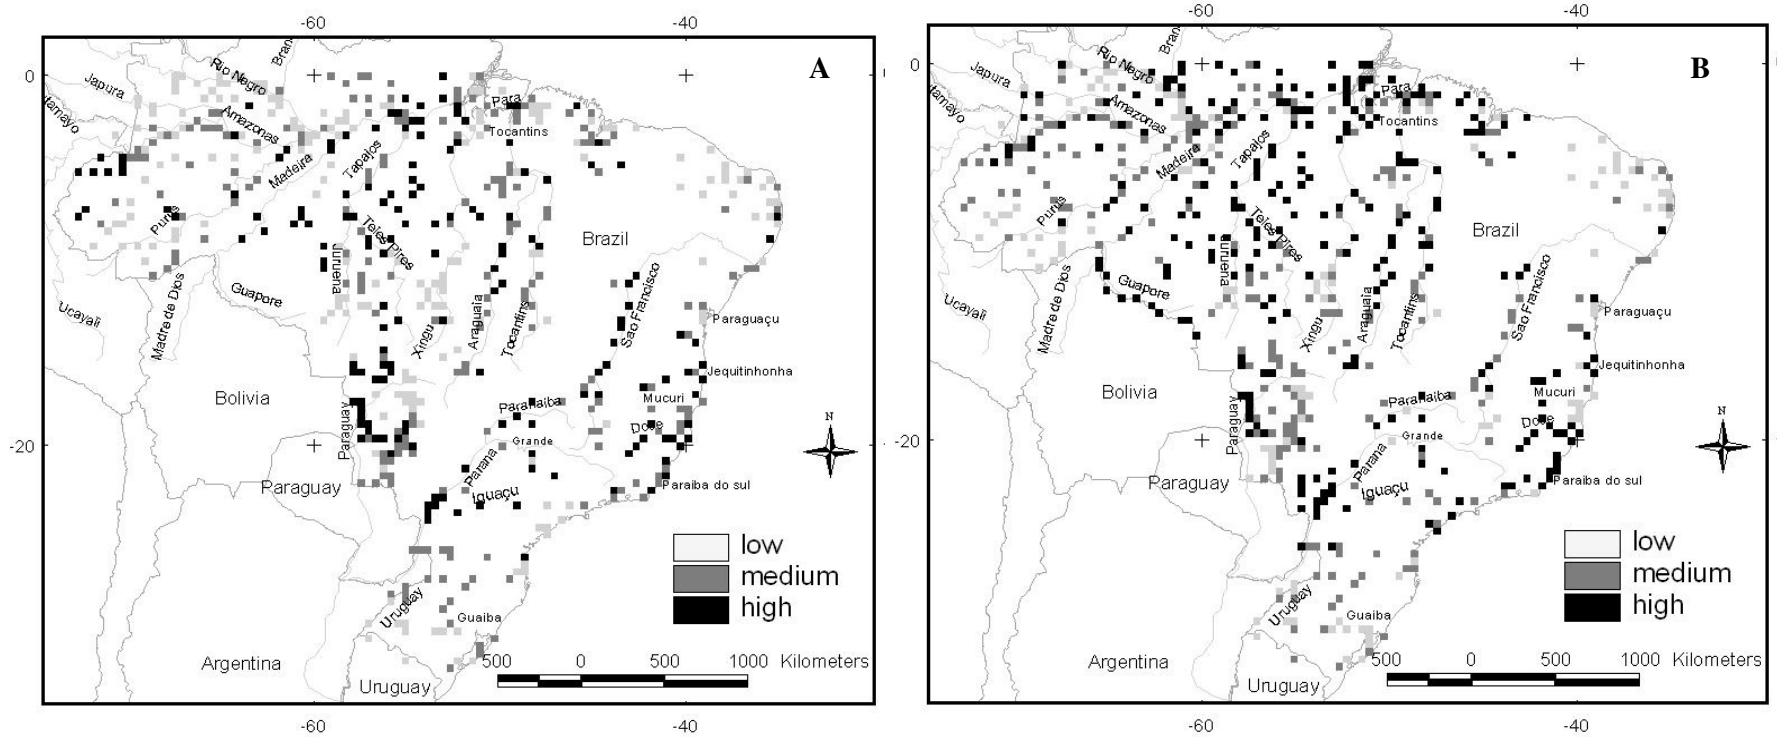 -60
-40
A
0
Rio Negro
Bran
Japura
Amazonas
Para
Tocantins
Madeira
Tapajos
Purus
Teles Pires
Brazil
Juruena
Guapore
Madre de Dios
Ucayali
Xingu
Araguaia
Tocantins
Sao Francisco
Paraguaçu
Jequitinhonha
Bolivia
Paranaiba
Mucuri
Paraguay
Doce
Grande
N
-20
Parana
Paraguay
Iguaçu
Paraiba do sul
low
medium
high
Uruguay
Guaiba
Argentina
500 0 500 1000 Kilometers
Uruguay
-60
-40
-60
-40
B
0
Rio Negro
Bran
Japura
Amazonas
Para
Tocantins
Madeira
Tapajos
Purus
Teles Pires
Brazil
Juruena
Guapore
Madre de Dios
Ucayali
Xingu
Araguaia
Tocantins
Sao Francisco
Paraguaçu
Jequitinhonha
Bolivia
Paranaiba
Mucuri
Paraguay
Doce
Grande
N
-20
Parana
Paraguay
Iguaçu
Paraiba do sul
low
medium
high
Uruguay
Guaiba
Argentina
500 0 500 1000 Kilometers
Uruguay
-60
-40